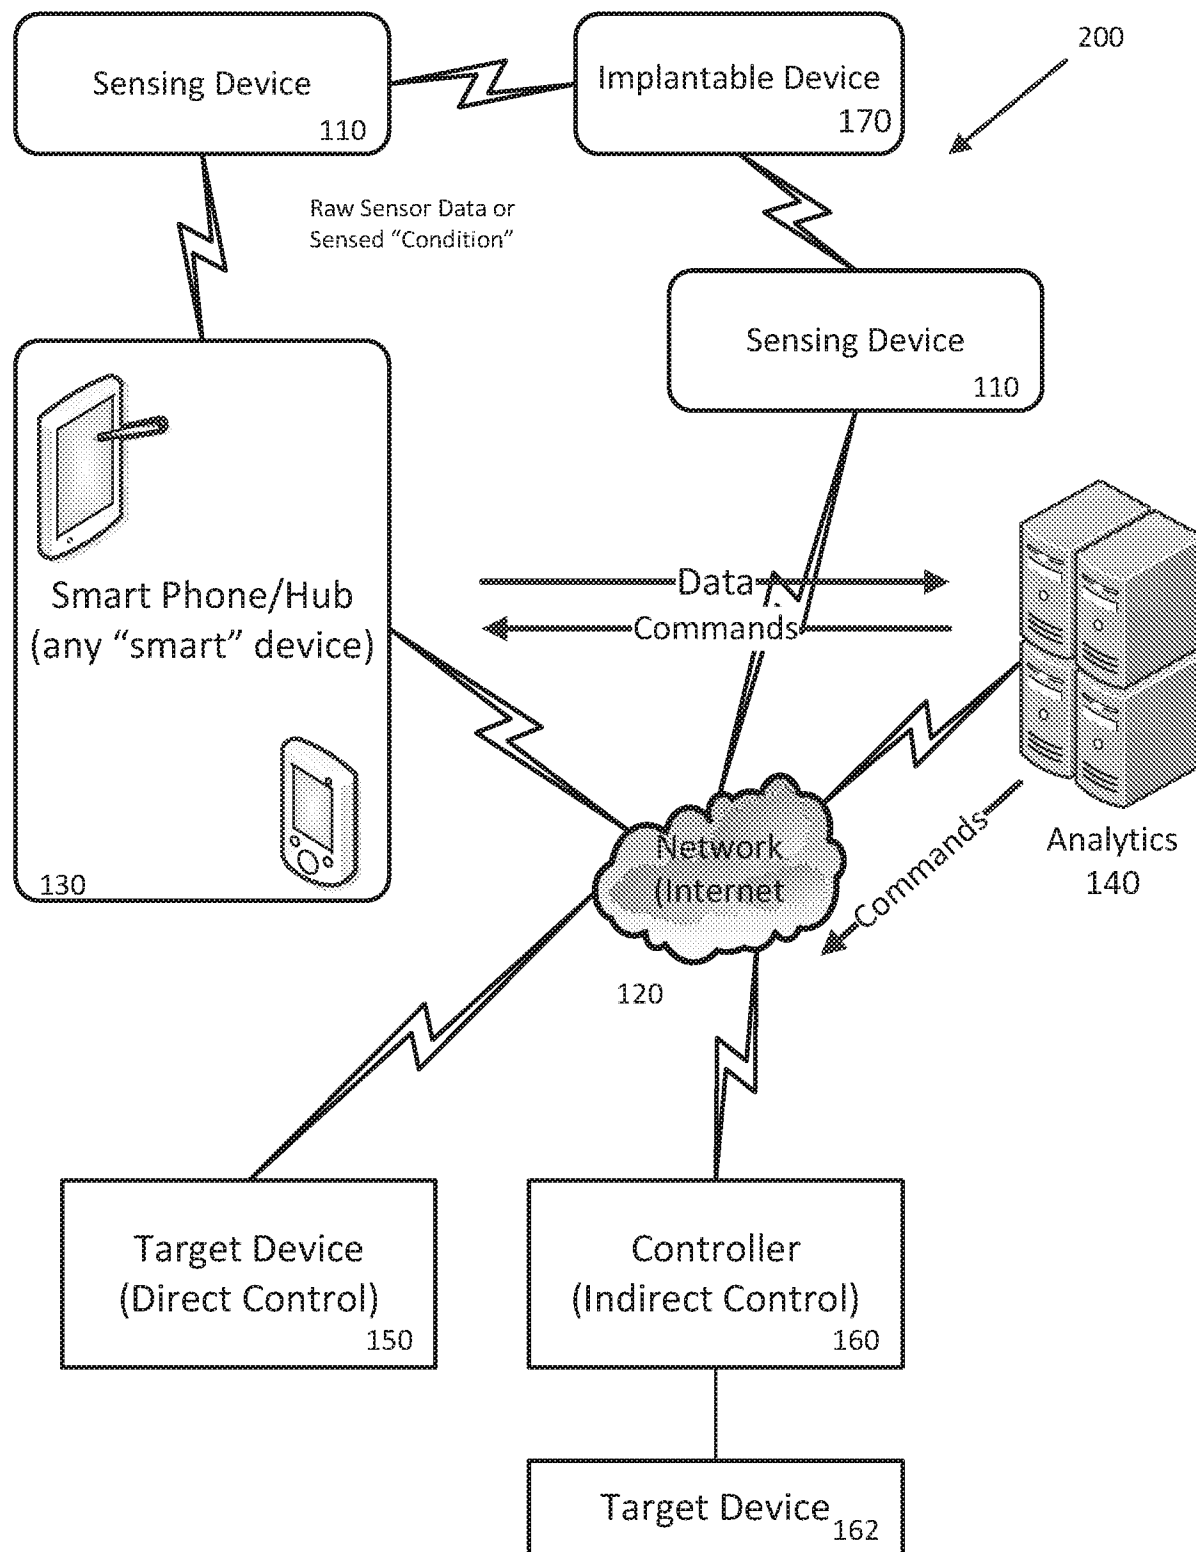 200
Sensing Device
110
Implantable Device
170
Raw Sensor Data or
Sensed “Condition”
Sensing Device
110
Smart Phone/Hub
(any “smart” device)
130
Data
Commands
Analytics
140
Commands
Network
(Internet
120
Target Device
(Direct Control)
150
Controller
(Indirect Control)
160
Target Device
162